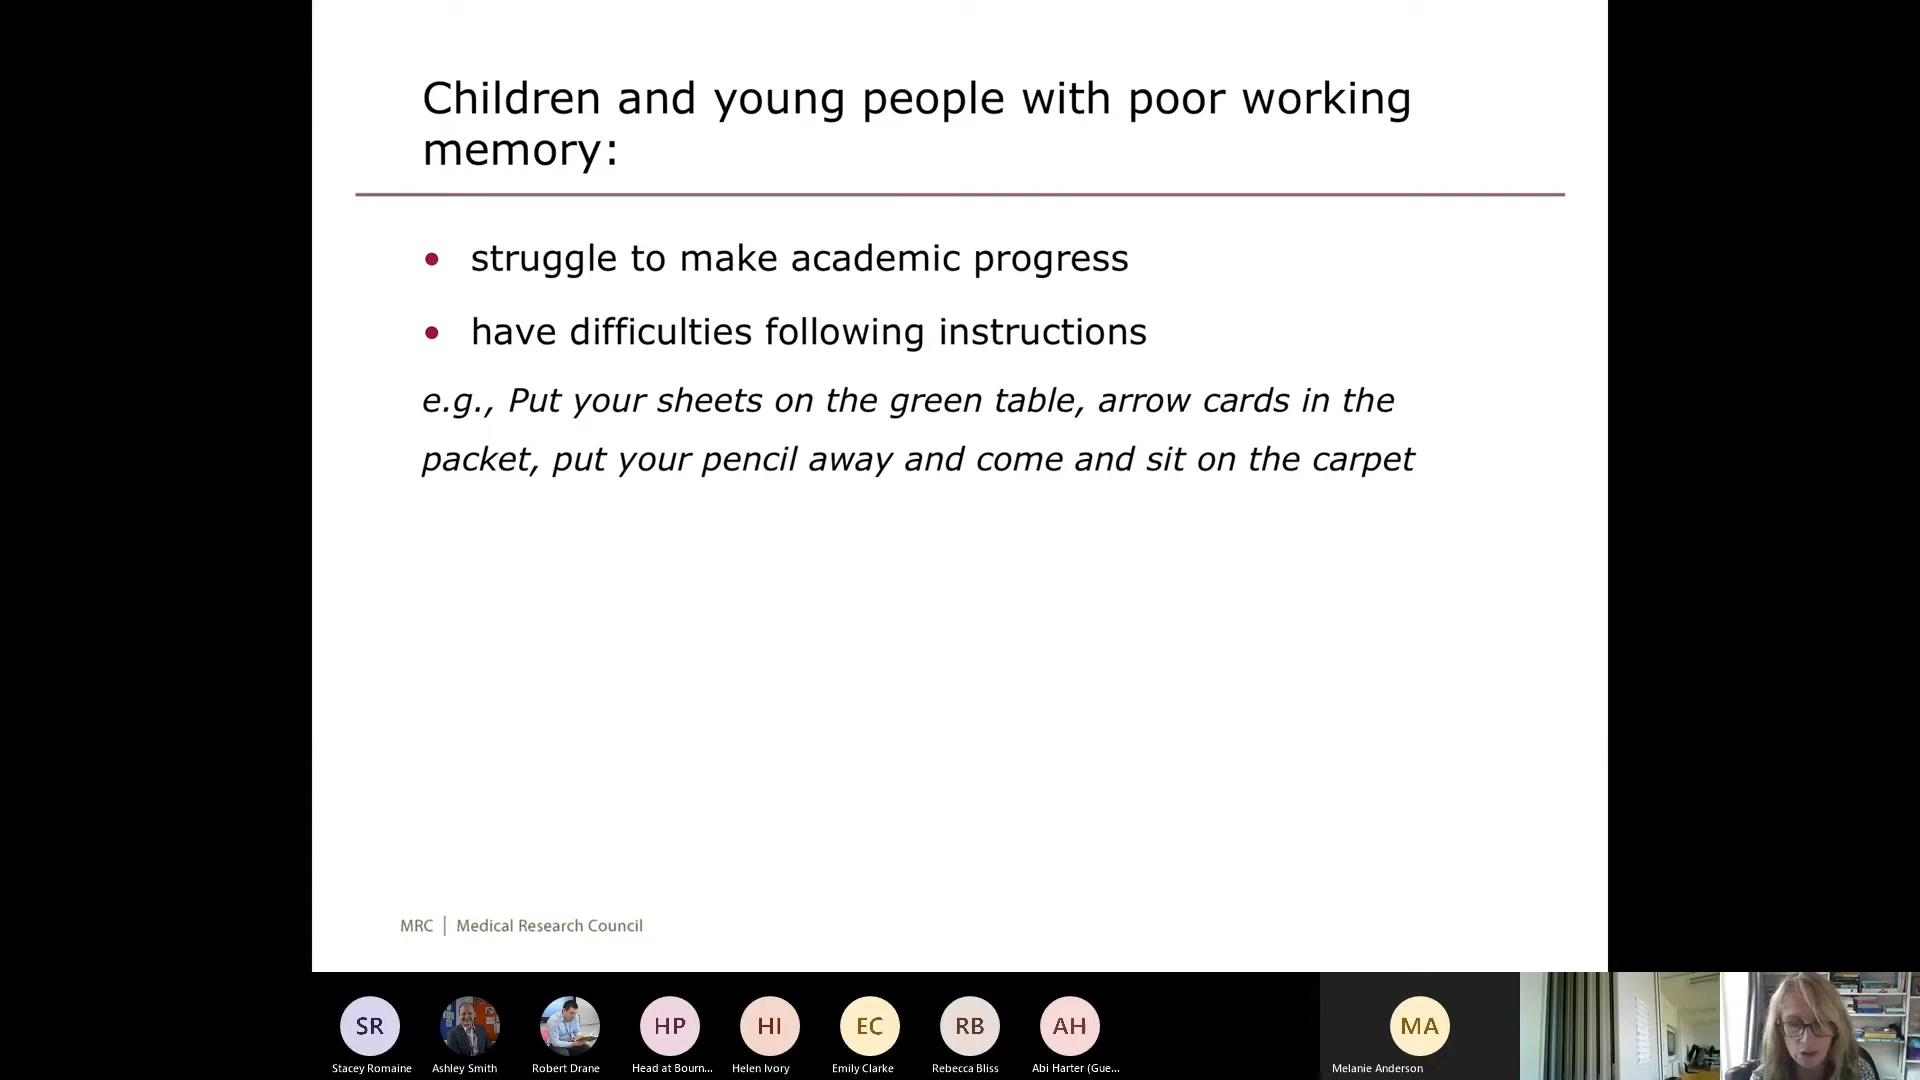 Children and young people with poor working
memory:
• struggle to make academic progress
• have difficulties following instructions
e.g., Put your sheets on the green table, arrow cards in the
packet, put your pencil away and come and sit on the carpet
MRC | Medical Research Council
SR
HP
HI
EC
RB
AH
MA
Stacey Romaine
Ashley Smith
Robert Drane
Head at Bourn...
Helen Ivory
Emily Clarke
Rebecca Bliss
Abi Harter (Gue...
Melanie Anderson